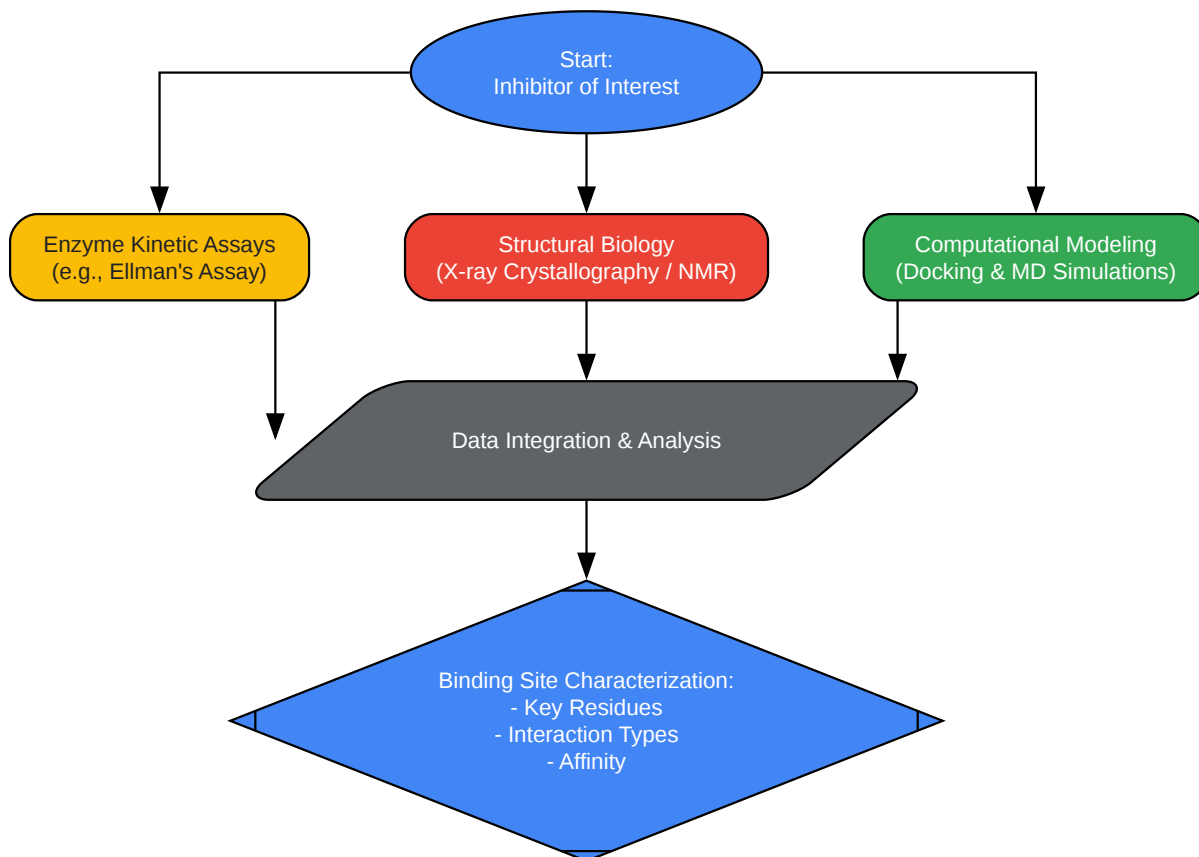 Start:
Inhibitor of Interest
Enzyme Kinetic Assays
(e.g., Ellman's Assay)
Structural Biology
(X-ray Crystallography / NMR)
Computational Modeling
(Docking & MD Simulations)
Data Integration & Analysis
Binding Site Characterization:
- Key Residues
- Interaction Types
- Affinity